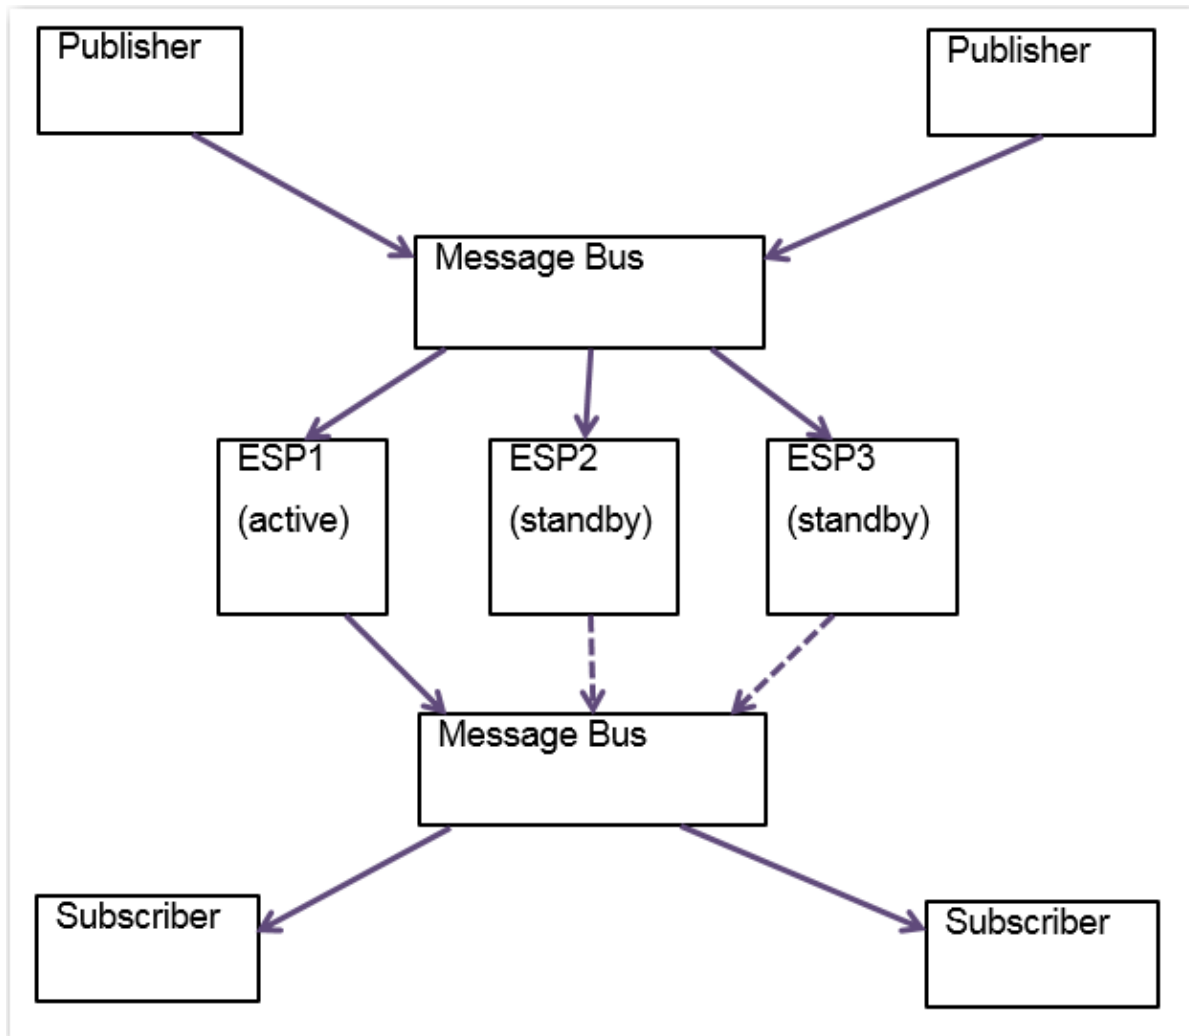 Publisher
Publisher
Message Bus
ESP1
(active)
ESP2
(standby)
ESP3
(standby)
Message Bus
Subscriber
Subscriber